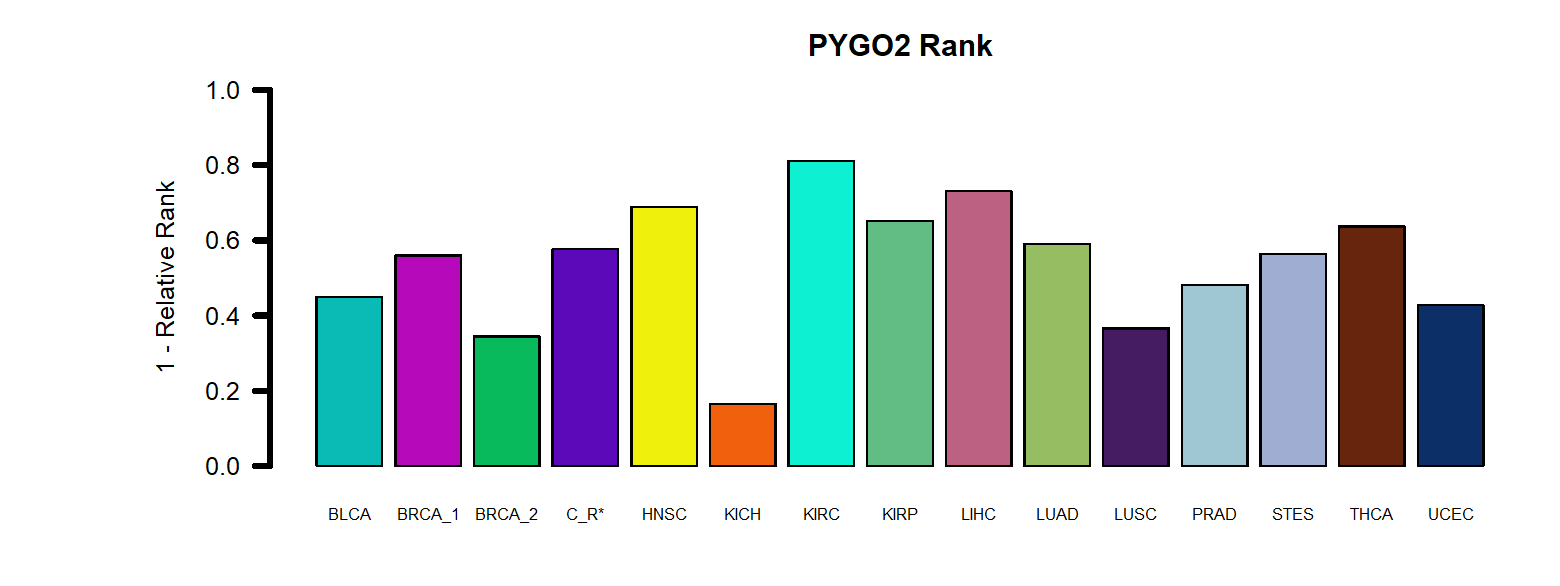 PYGO2 Rank
1 - Relative Rank
1.0
0.8
0.6
0.4
0.2
0.0
BLCA BRCA_1 BRCA_2 C_R* HNSC KICH KIRC KIRP LIHC LUAD LUSC PRAD STES THCA UCEC